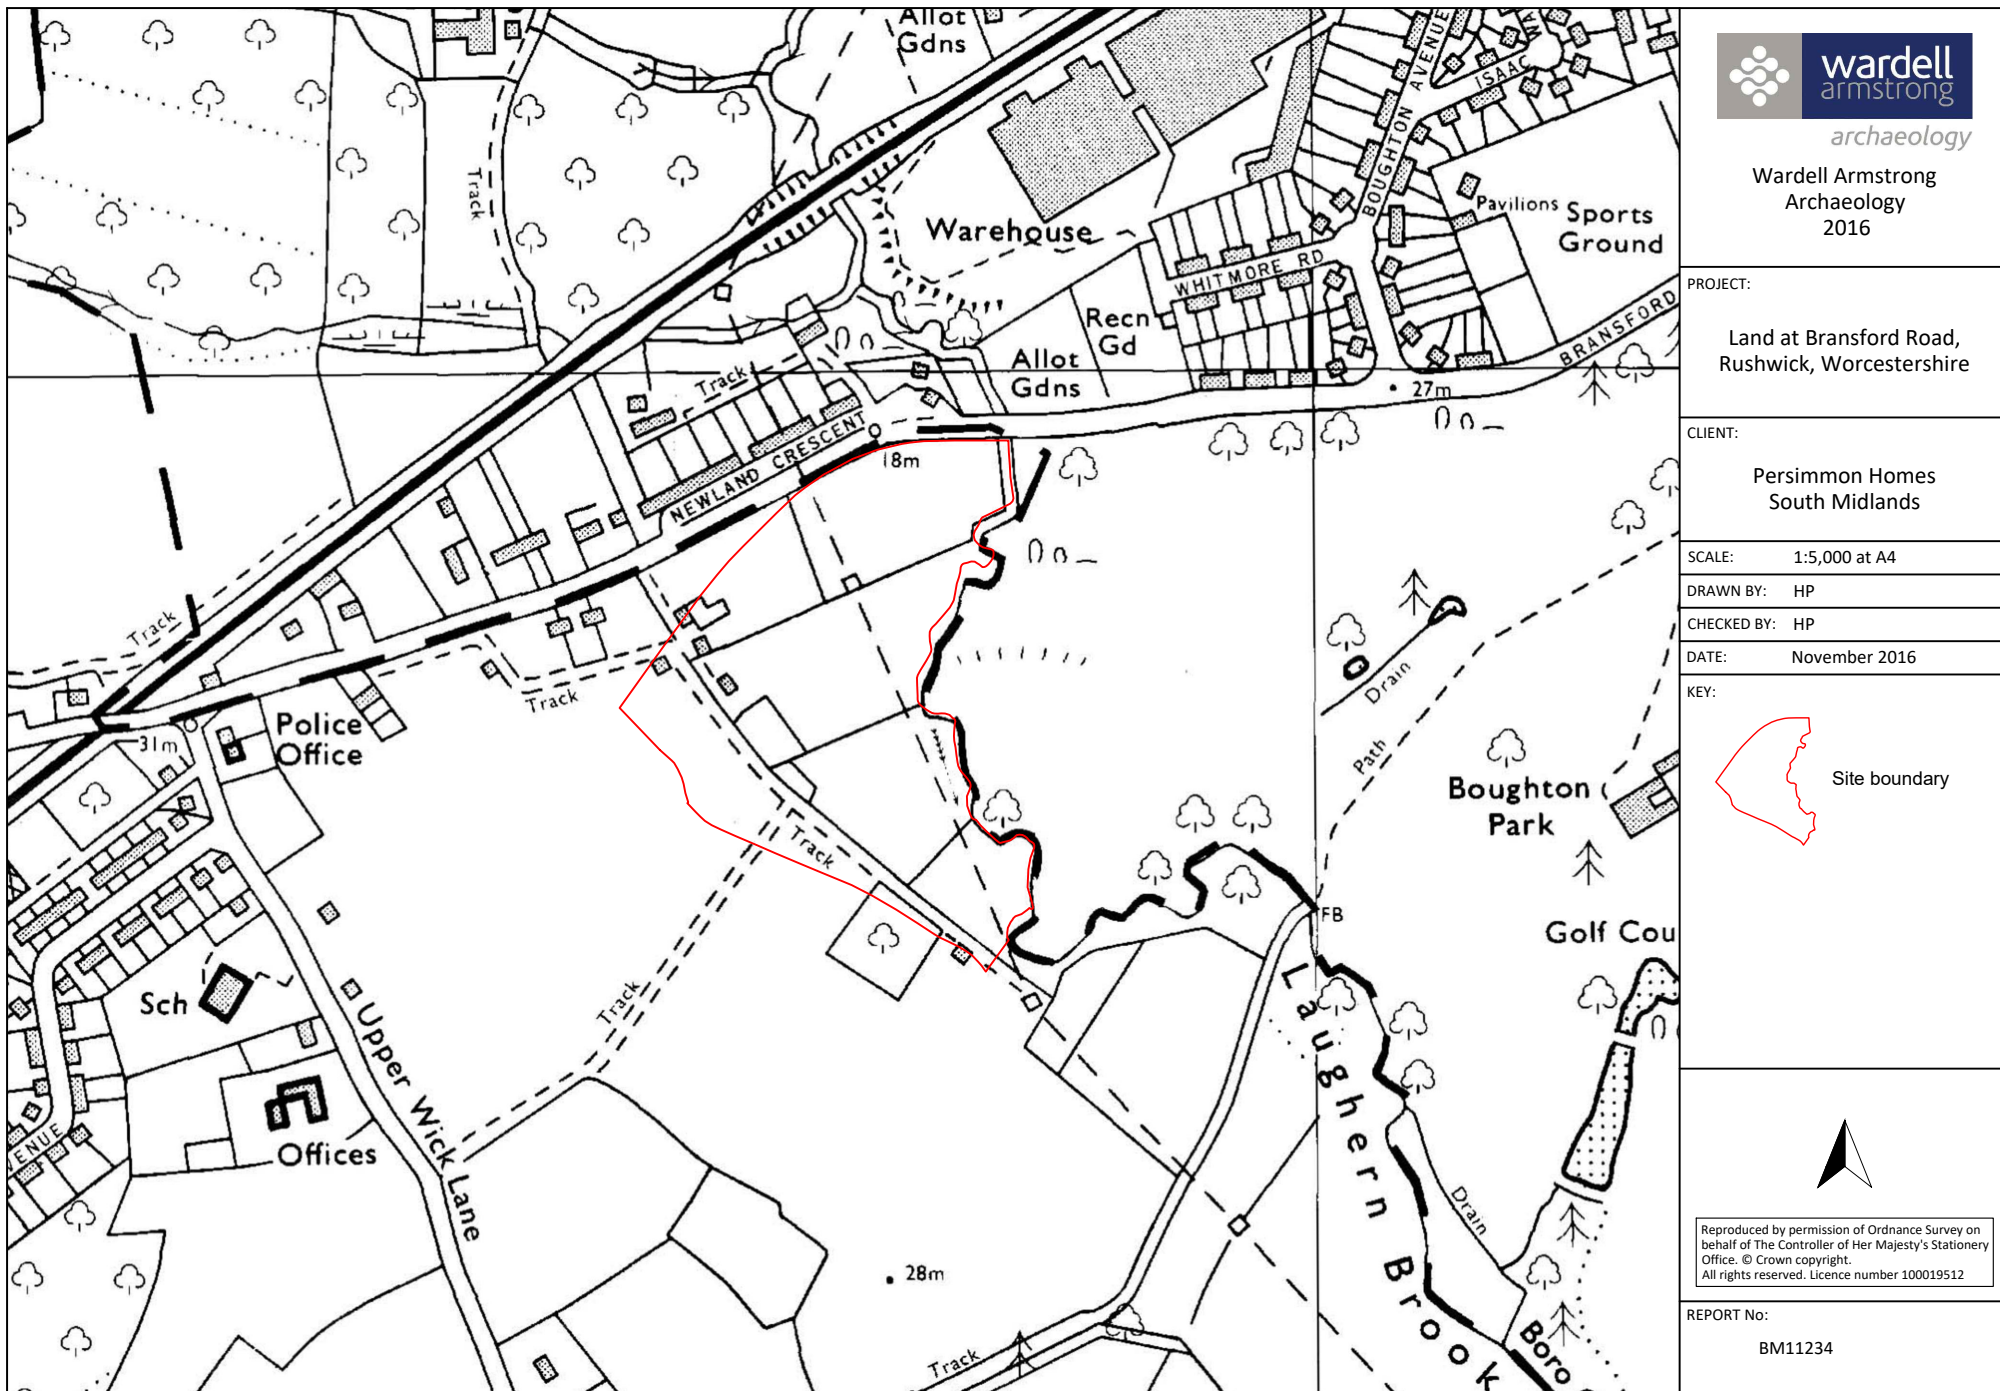 Allot
Gdns
Track
Warehouse
BOUGHTON AVENUE
ISAAC
WA
Pavilions
Sports
Ground
WHITMORE RD
Recn
Gd
Allot
Gdns
BRANSFORD
27m
Track
NEWLAND CRESCENT
18m
Track
Track
Police
Office
31m
Drain
Path
Boughton
Park
Track
FB
Golf Cou
Sch
Track
Track
Upper Wick Lane
Laughern Brook
VENUE
Offices
Drain
28m
Track
Boro
wardell
armstrong
archaeology
Wardell Armstrong
Archaeology
2016
PROJECT:
Land at Bransford Road,
Rushwick, Worcestershire
CLIENT:
Persimmon Homes
South Midlands
SCALE: 1:5,000 at A4
DRAWN BY: HP
CHECKED BY: HP
DATE: November 2016
KEY:
Site boundary
Reproduced by permission of Ordnance Survey on
behalf of The Controller of Her Majesty's Stationery
Office. © Crown copyright.
All rights reserved. Licence number 100019512
REPORT No:
BM11234